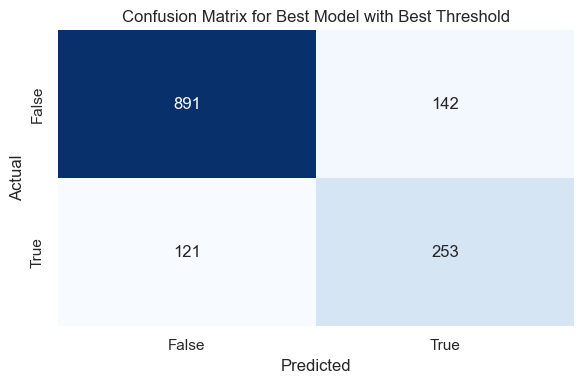 Confusion Matrix for Best Model with Best Threshold
Actual
False
891
142
True
121
253
False
True
Predicted